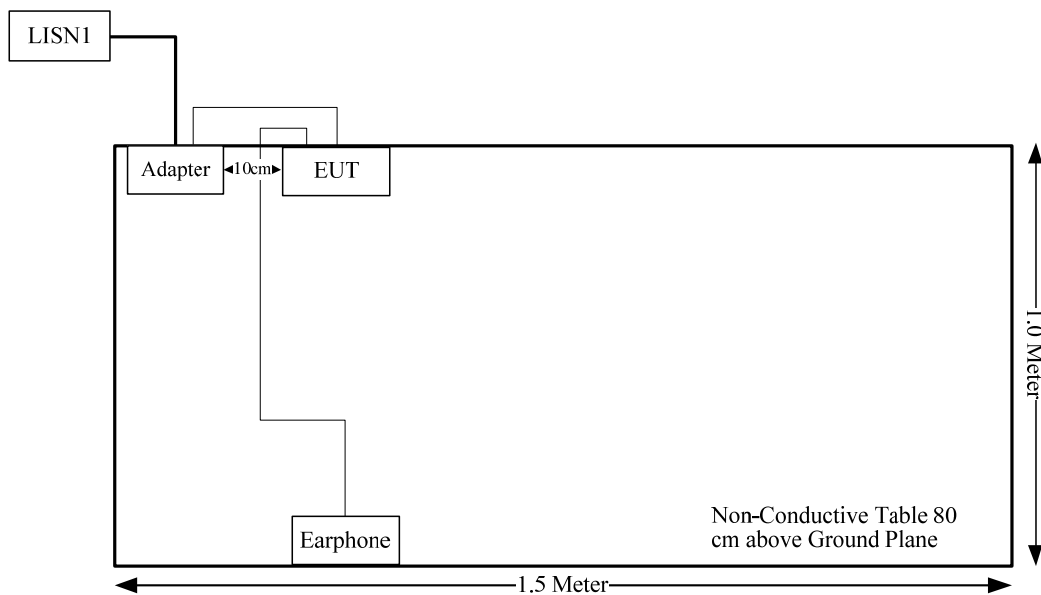 LISN1
Adapter
10cm
EUT
1.0 Meter
Earphone
Non-Conductive Table 80
cm above Ground Plane
1.5 Meter